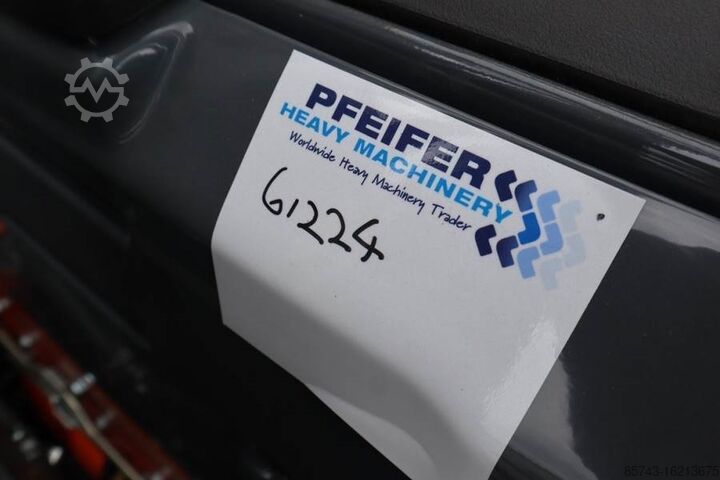 PFEIFER
HEAVY MACHINERY
Worldwide Heavy Machinery Trader
61224
85743-16213675